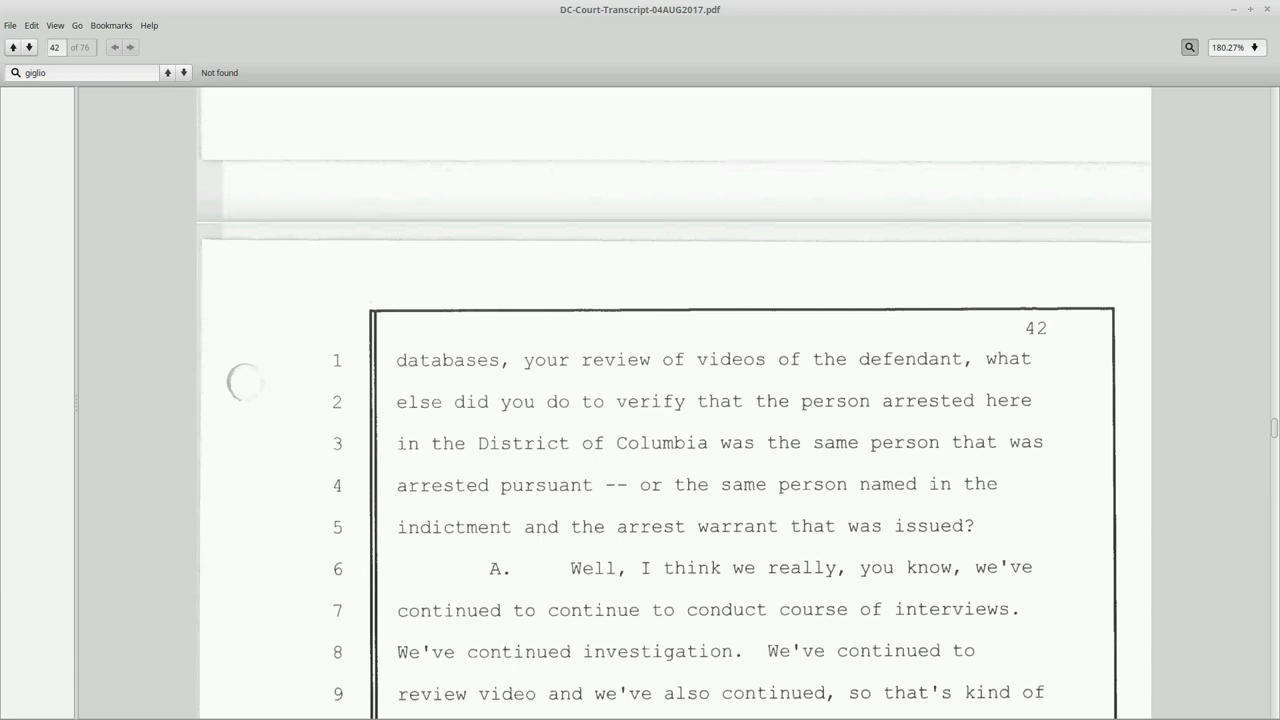 DC-Court-Transcript-04AUG2017.pdf
File Edit View Go Bookmarks Help
42 of 76 180.27%
giglio Not found
42
1 databases, your review of videos of the defendant, what
2 else did you do to verify that the person arrested here
3 in the District of Columbia was the same person that was
4 arrested pursuant -- or the same person named in the
5 indictment and the arrest warrant that was issued?
6 A. Well, I think we really, you know, we've
7 continued to continue to conduct course of interviews.
8 We've continued investigation. We've continued to
9 review video and we've also continued, so that's kind of